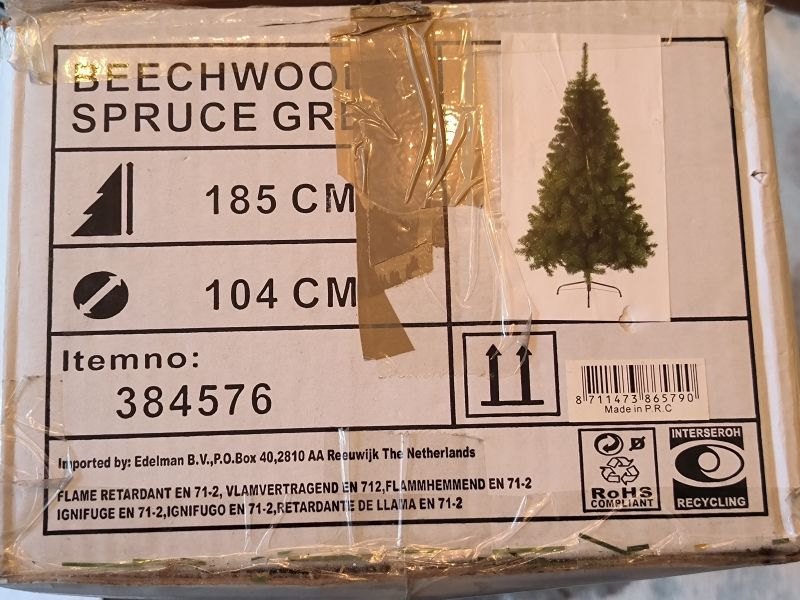 BEECHWOO
SPRUCE GRE
185 CM
104 CM
Itemno:
384576
8 711473 865790
Made in P.R.C
Imported by: Edelman B.V.,P.O.Box 40,2810 AA Reeuwijk The Netherlands
FLAME RETARDANT EN 71-2, VLAMVERTRAGEND EN 712,FLAMMHEMMEND EN 71-2
IGNIFUGE EN 71-2,IGNIFUGO EN 71-2,RETARDANTE DE LLAMA EN 71-2
RoHS
COMPLIANT
INTERSEROH
RECYCLING